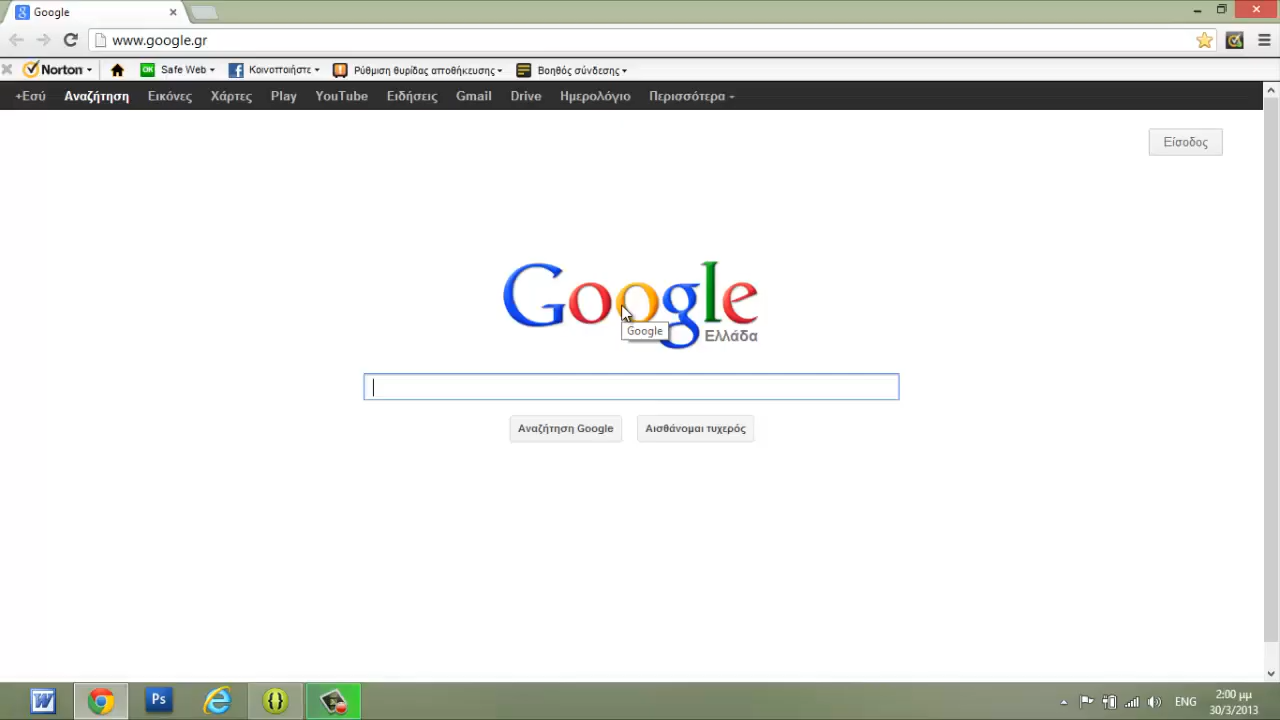 Google
www.google.gr
Norton Safe Web Κοινοποιήστε Ρύθμιση θυρίδας αποθήκευσης Βοηθός σύνδεσης
+Εσύ Αναζήτηση Εικόνες Χάρτες Play YouTube Ειδήσεις Gmail Drive Ημερολόγιο Περισσότερα
Είσοδος
Google
Google
Ελλάδα
Αναζήτηση Google Αισθάνομαι τυχερός
Ps
ΕΝG
2:00 μμ
30/3/2013